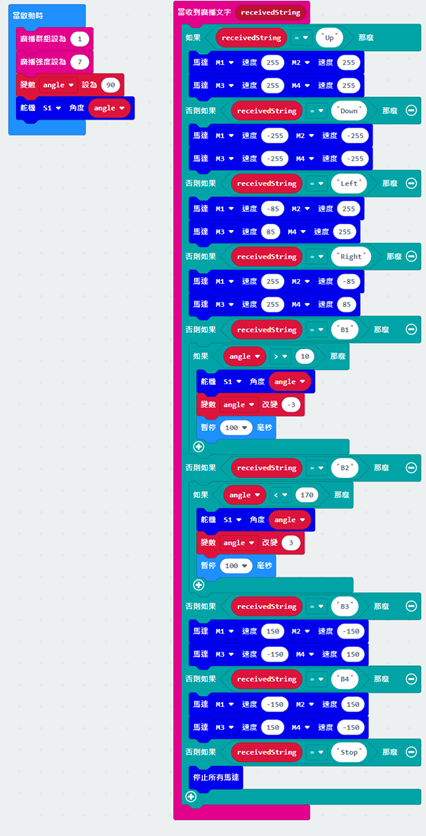 當啟動時
廣播群組設為 1
廣播強度設為 7
變數 angle 設為 90
舵機 S1 角度 angle
當收到廣播文字 receivedString
如果 receivedString = "Up" 那麼
馬達 M1 速度 255 M2 速度 255
馬達 M3 速度 255 M4 速度 255
否則如果 receivedString = "Down" 那麼
馬達 M1 速度 -255 M2 速度 -255
馬達 M3 速度 -255 M4 速度 -255
否則如果 receivedString = "Left" 那麼
馬達 M1 速度 -85 M2 速度 255
馬達 M3 速度 85 M4 速度 255
否則如果 receivedString = "Right" 那麼
馬達 M1 速度 255 M2 速度 -85
馬達 M3 速度 255 M4 速度 85
否則如果 receivedString = "B1" 那麼
如果 angle > 10 那麼
舵機 S1 角度 angle
變數 angle 改變 -3
暫停 100 毫秒
否則如果 receivedString = "B2" 那麼
如果 angle < 170 那麼
舵機 S1 角度 angle
變數 angle 改變 3
暫停 100 毫秒
否則如果 receivedString = "B3" 那麼
馬達 M1 速度 150 M2 速度 -150
馬達 M3 速度 -150 M4 速度 150
否則如果 receivedString = "B4" 那麼
馬達 M1 速度 -150 M2 速度 150
馬達 M3 速度 150 M4 速度 -150
否則如果 receivedString = "Stop" 那麼
停止所有馬達